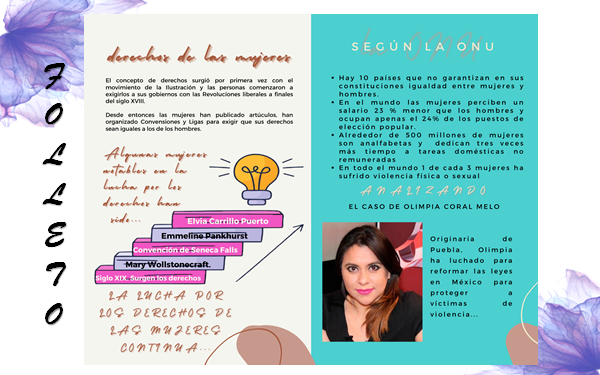 FOLLETO
derechos de las mujeres
El concepto de derechos surgió por primera vez con el
movimiento de la Ilustración y las personas comenzaron a
exigirlos a sus gobiernos con las Revoluciones liberales a finales
del siglo XVIII.
Desde entonces las mujeres han publicado artúculos, han
organizado Convenciones y Ligas para exigir que sus derechos
sean iguales a los de los hombres.
Algunas mujeres
notables en la
lucha por los
derechos han
sido...
Elvia Carrillo Puerto
Emmeline Pankhurst
Convención de Seneca Falls
Mary Wollstonecraft.
Siglo XIX. Surgen los derechos
LA LUCHA POR
LOS DERECHOS DE
LAS MUJERES
CONTINUA...
SEGÚN LA ONU
Hay 10 países que no garantizan en sus
constituciones igualdad entre mujeres y
hombres.
En el mundo las mujeres perciben un
salario 23 % menor que los hombres y
ocupan apenas el 24% de los puestos de
elección popular.
Alrededor de 500 millones de mujeres
son analfabetas y dedican tres veces
más tiempo a tareas domésticas no
remuneradas
En todo el mundo 1 de cada 3 mujeres ha
sufrido violencia física o sexual
ANALIZANDO
EL CASO DE OLIMPIA CORAL MELO
Originaria de
Puebla, Olimpia
ha luchado para
reformar las leyes
en México para
proteger a
víctimas de
violencia...